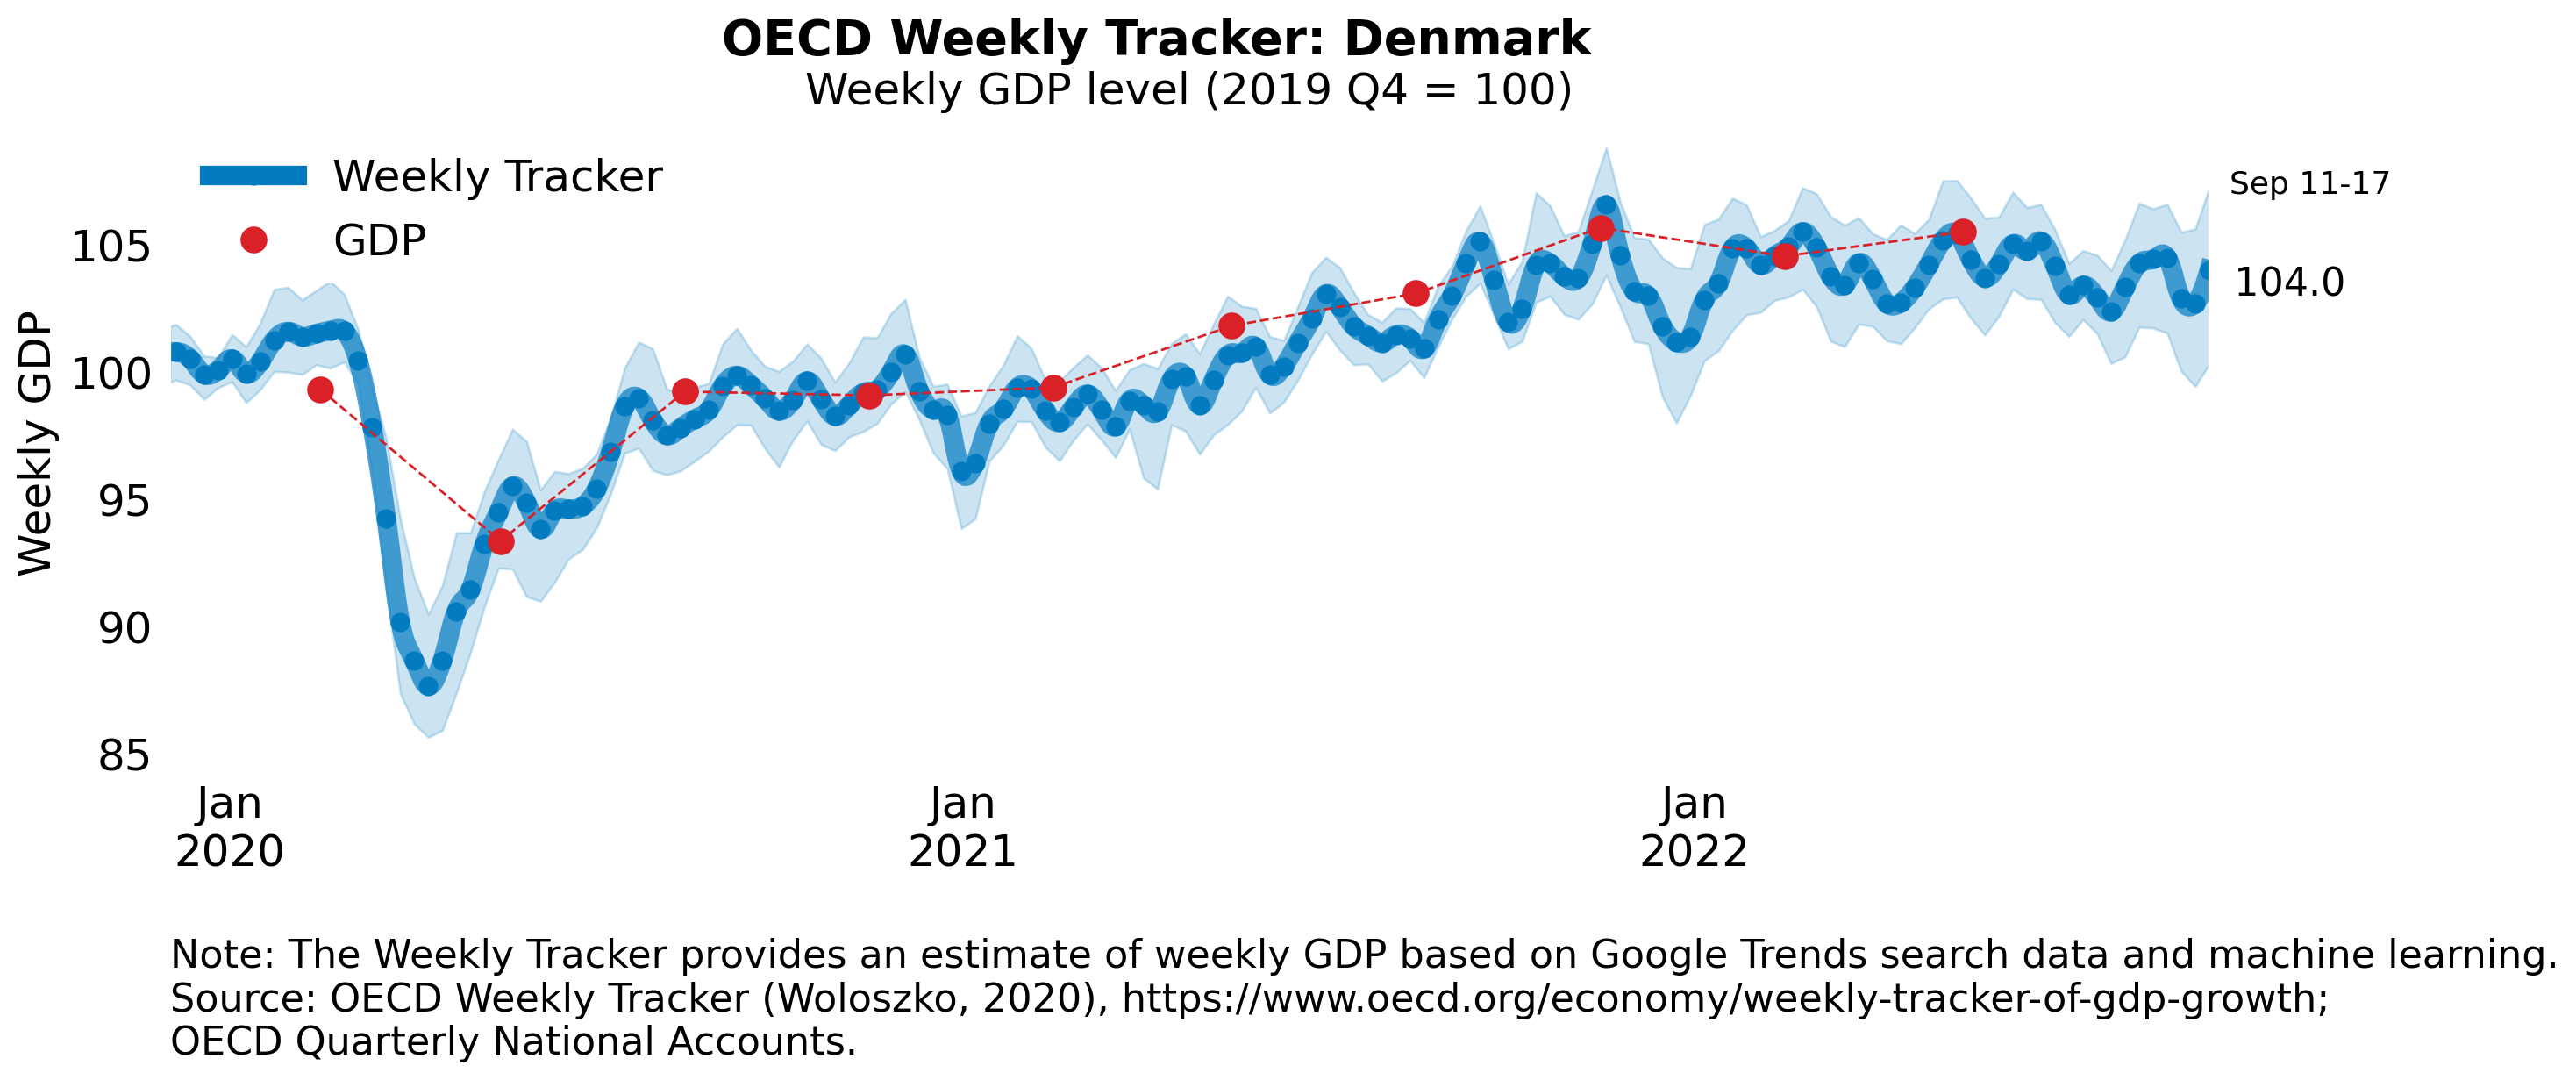 OECD Weekly Tracker: Denmark
Weekly GDP level (2019 Q4 = 100)
Weekly Tracker
GDP
Sep 11-17
104.0
Weekly GDP
105
100
95
90
85
Jan
2020
Jan
2021
Jan
2022
Note: The Weekly Tracker provides an estimate of weekly GDP based on Google Trends search data and machine learning.
Source: OECD Weekly Tracker (Woloszko, 2020), https://www.oecd.org/economy/weekly-tracker-of-gdp-growth;
OECD Quarterly National Accounts.